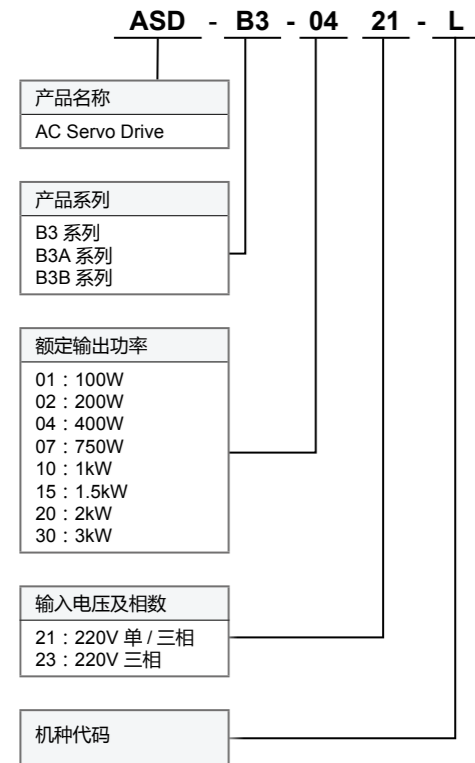 ASD - B3 - 04 21 - L
产品名称
AC Servo Drive
产品系列
B3 系列
B3A 系列
B3B 系列
额定输出功率
01：100W
02：200W
04：400W
07：750W
10：1kW
15：1.5kW
20：2kW
30：3kW
输入电压及相数
21：220V 单 / 三相
23：220V 三相
机种代码